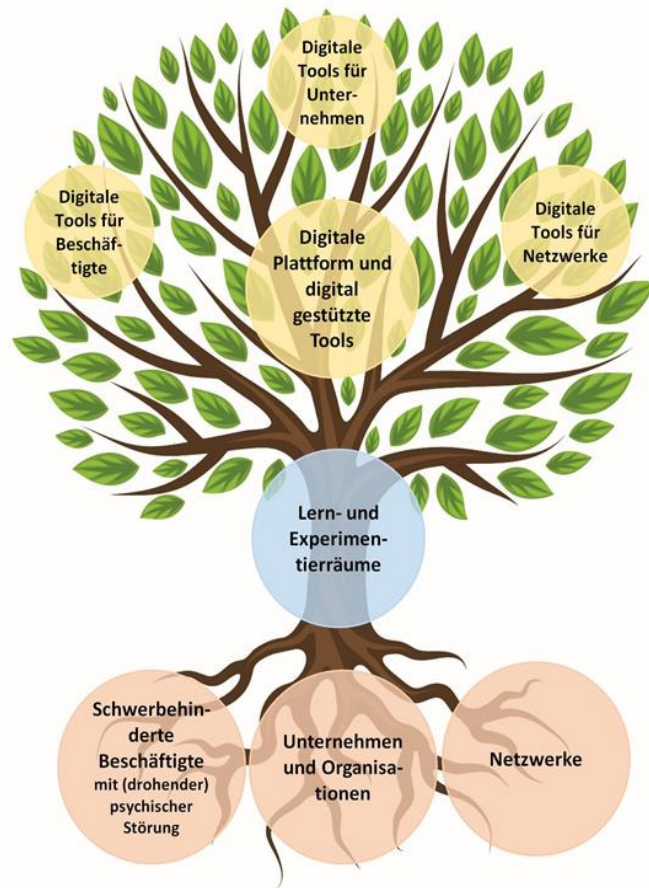 Digitale
Tools für
Unter-
nehmen
Digitale
Tools für
Beschäf-
tigte
Digitale
Plattform und
digital
gestützte
Tools
Digitale
Tools für
Netzwerke
Lern- und
Experimen-
tierräume
Schwerbehin-
derte
Beschäftigte
mit (drohender)
psychischer
Störung
Unternehmen
und Organisa-
tionen
Netzwerke